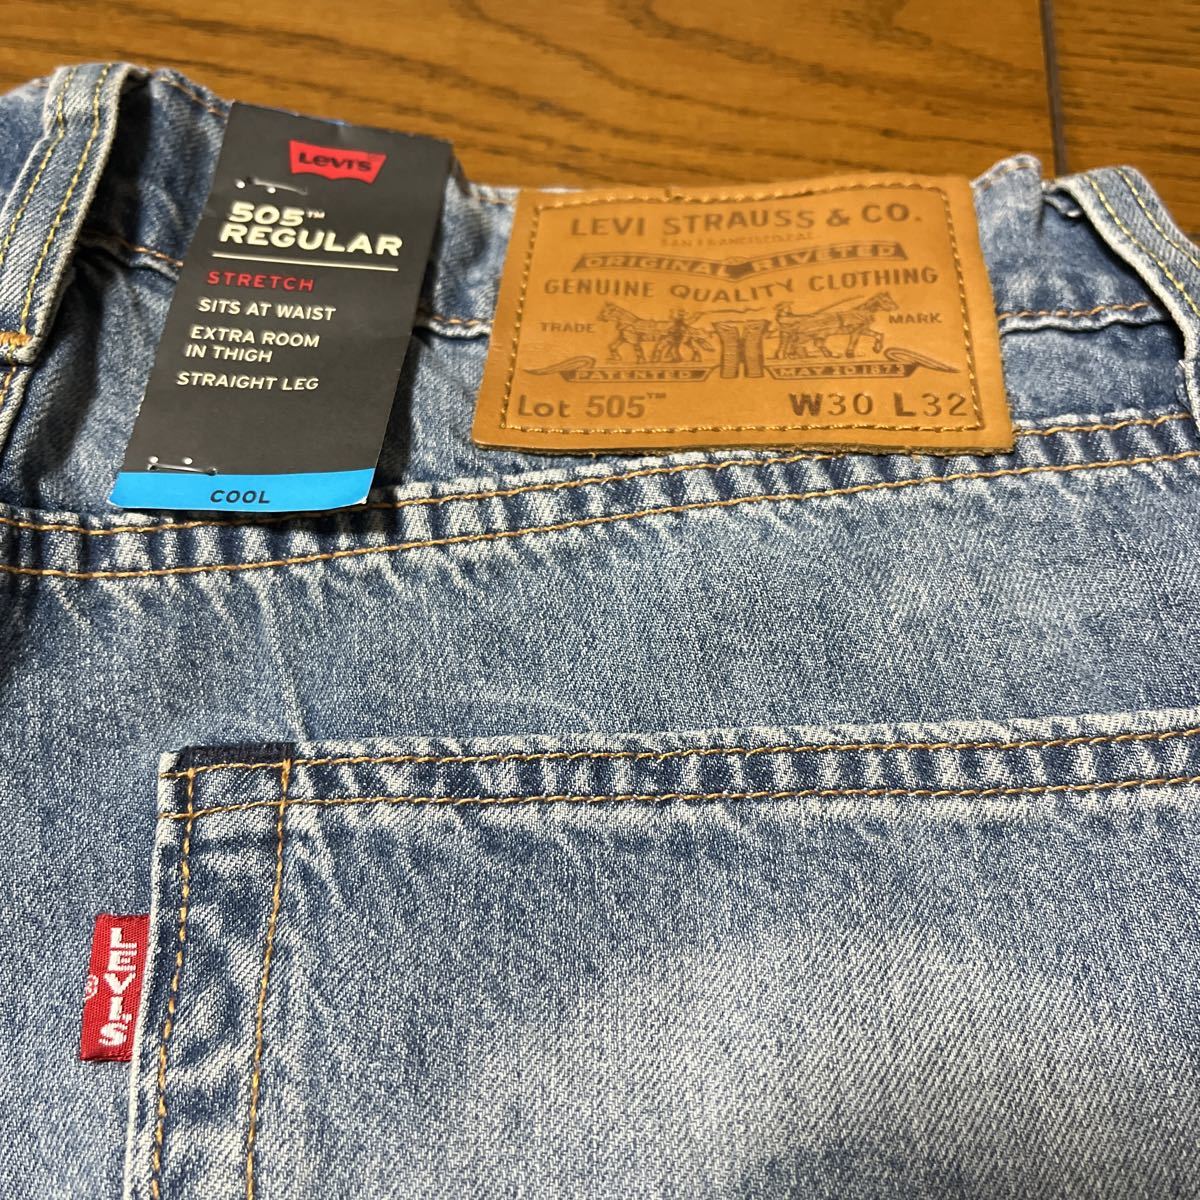 Levi's
505™
REGULAR
STRETCH
SITS AT WAIST
EXTRA ROOM
IN THIGH
STRAIGHT LEG
COOL
LEVI STRAUSS & CO.
ORIGINAL RIVETED
GENUINE QUALITY CLOTHING
TRADE MARK
PATENTED MAY 20 1873
Lot 505™ W30 L32
LEVI'S
®